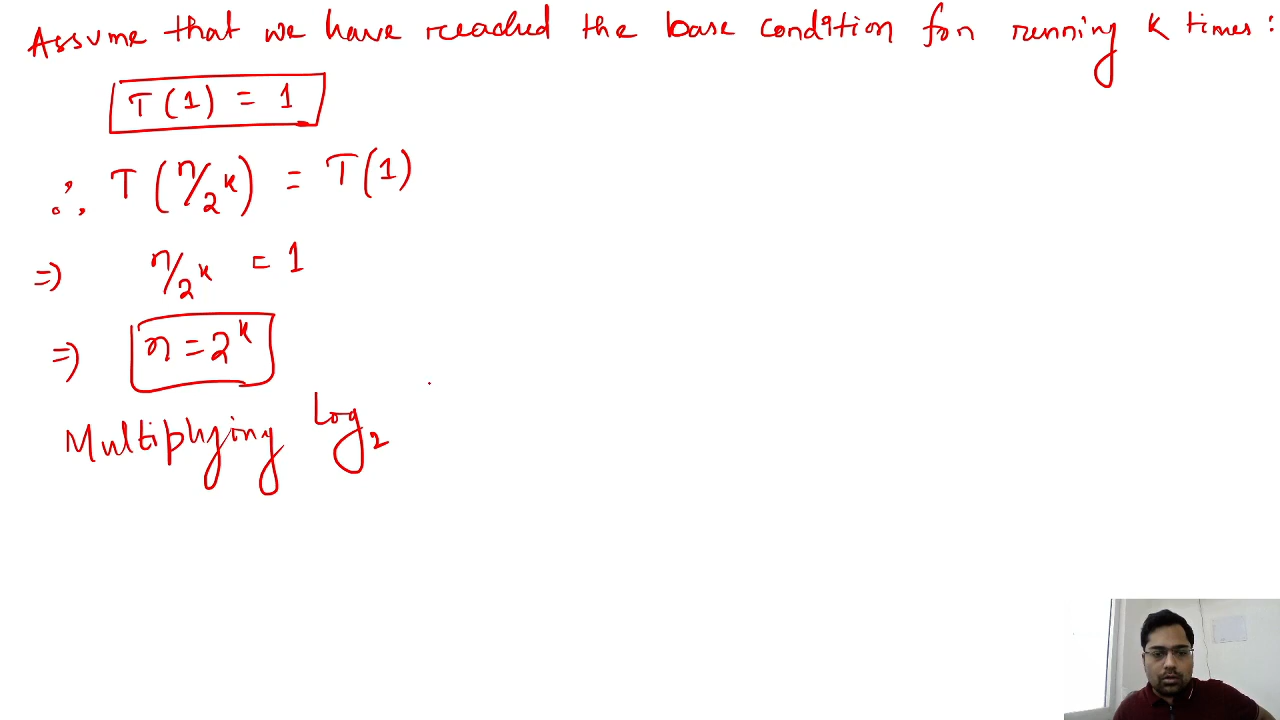 Assume that we have reached the base condition for running k times :
T(1) = 1
∴ T(n/2^k) = T(1)
⇒ n/2^k = 1
⇒ n = 2^k
Multiplying log₂